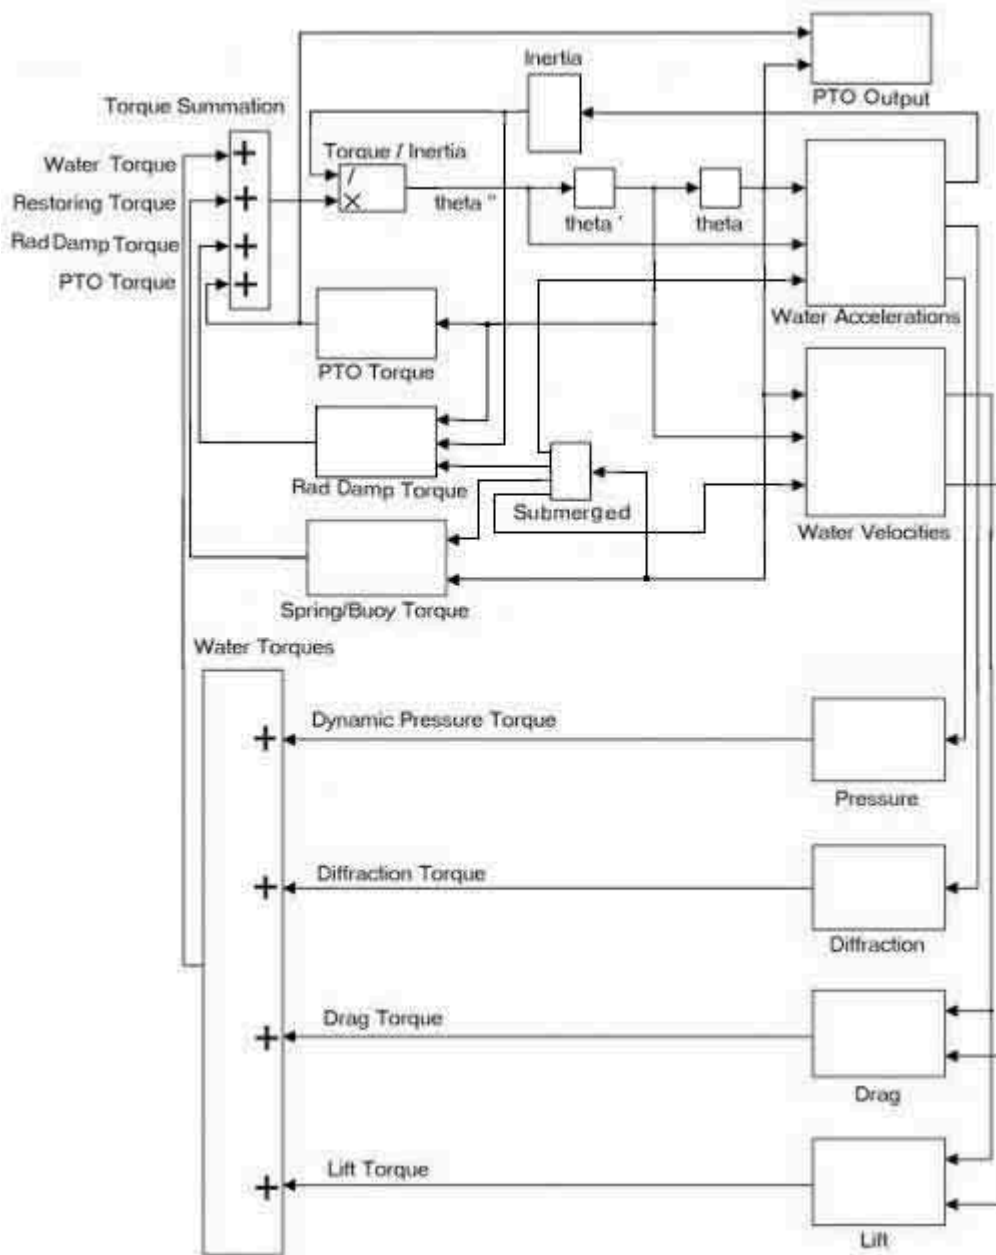 Inertia
PTO Output
Torque Summation
Water Torque
Restoring Torque
Rad Damp Torque
PTO Torque
+
+
+
+
Torque / Inertia
/
×
theta "
theta '
theta
Water Accelerations
PTO Torque
Rad Damp Torque
Submerged
Water Velocities
Spring/Buoy Torque
Water Torques
+
Dynamic Pressure Torque
Pressure
+
Diffraction Torque
Diffraction
+
Drag Torque
Drag
+
Lift Torque
Lift